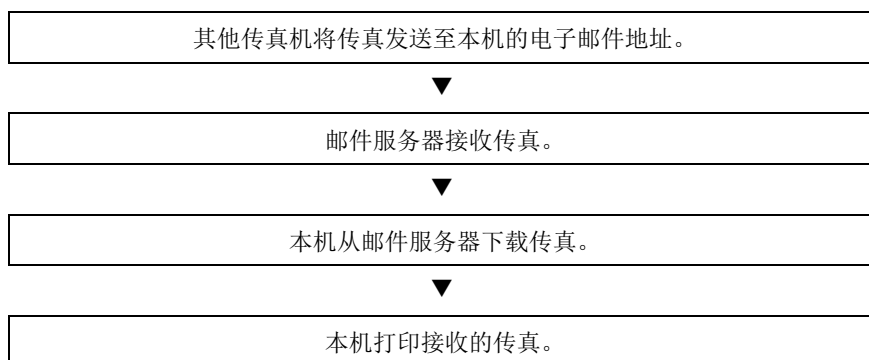 其他传真机将传真发送至本机的电子邮件地址。
▼
邮件服务器接收传真。
▼
本机从邮件服务器下载传真。
▼
本机打印接收的传真。